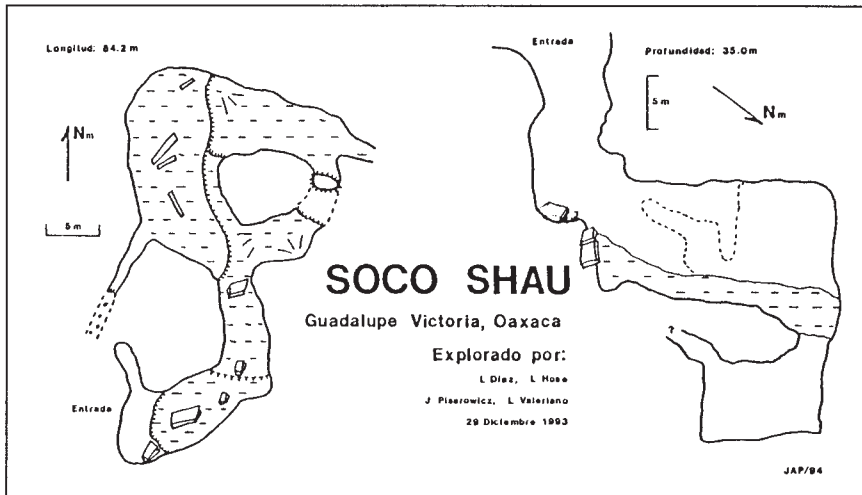 Longitud: 84.2 m
Nm
5 m
Entrada
Entrada
Profundidad: 35.0 m
5 m
Nm
?
SOCO SHAU
Guadalupe Victoria, Oaxaca
Explorado por:
L Diaz, L Hose
J Pisarowicz, L Valeriano
29 Diciembre 1993
JAP/94